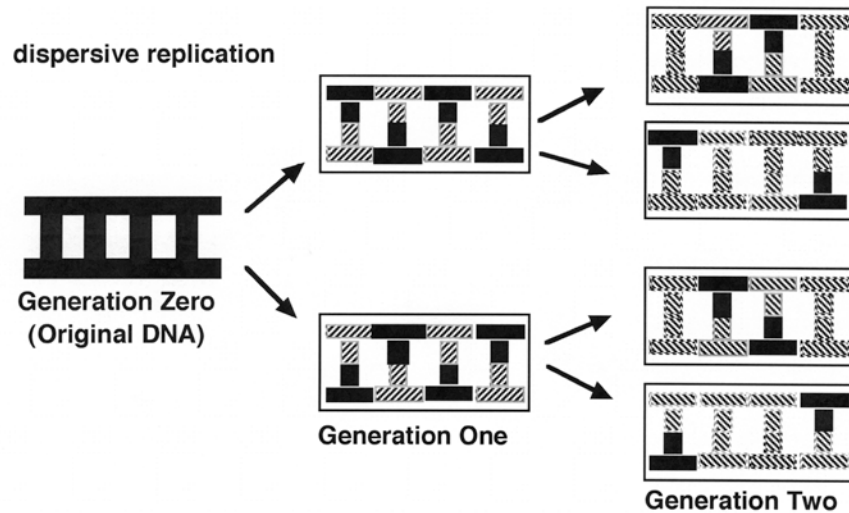 dispersive replication
Generation Zero
(Original DNA)
Generation One
Generation Two